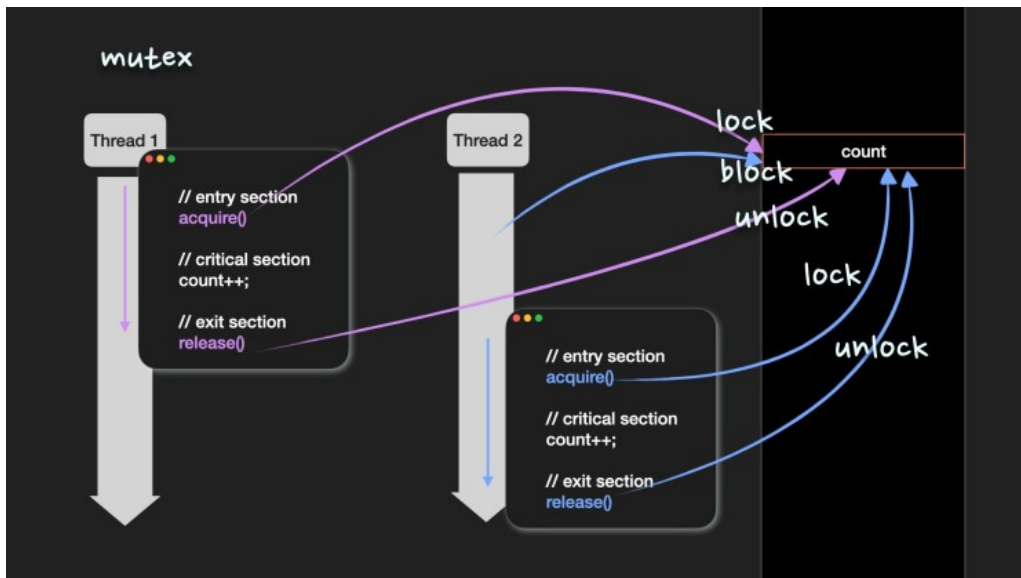 mutex
Thread 1
// entry section
acquire()
// critical section
count++;
// exit section
release()
Thread 2
// entry section
acquire()
// critical section
count++;
// exit section
release()
lock
block
unlock
lock
unlock
count